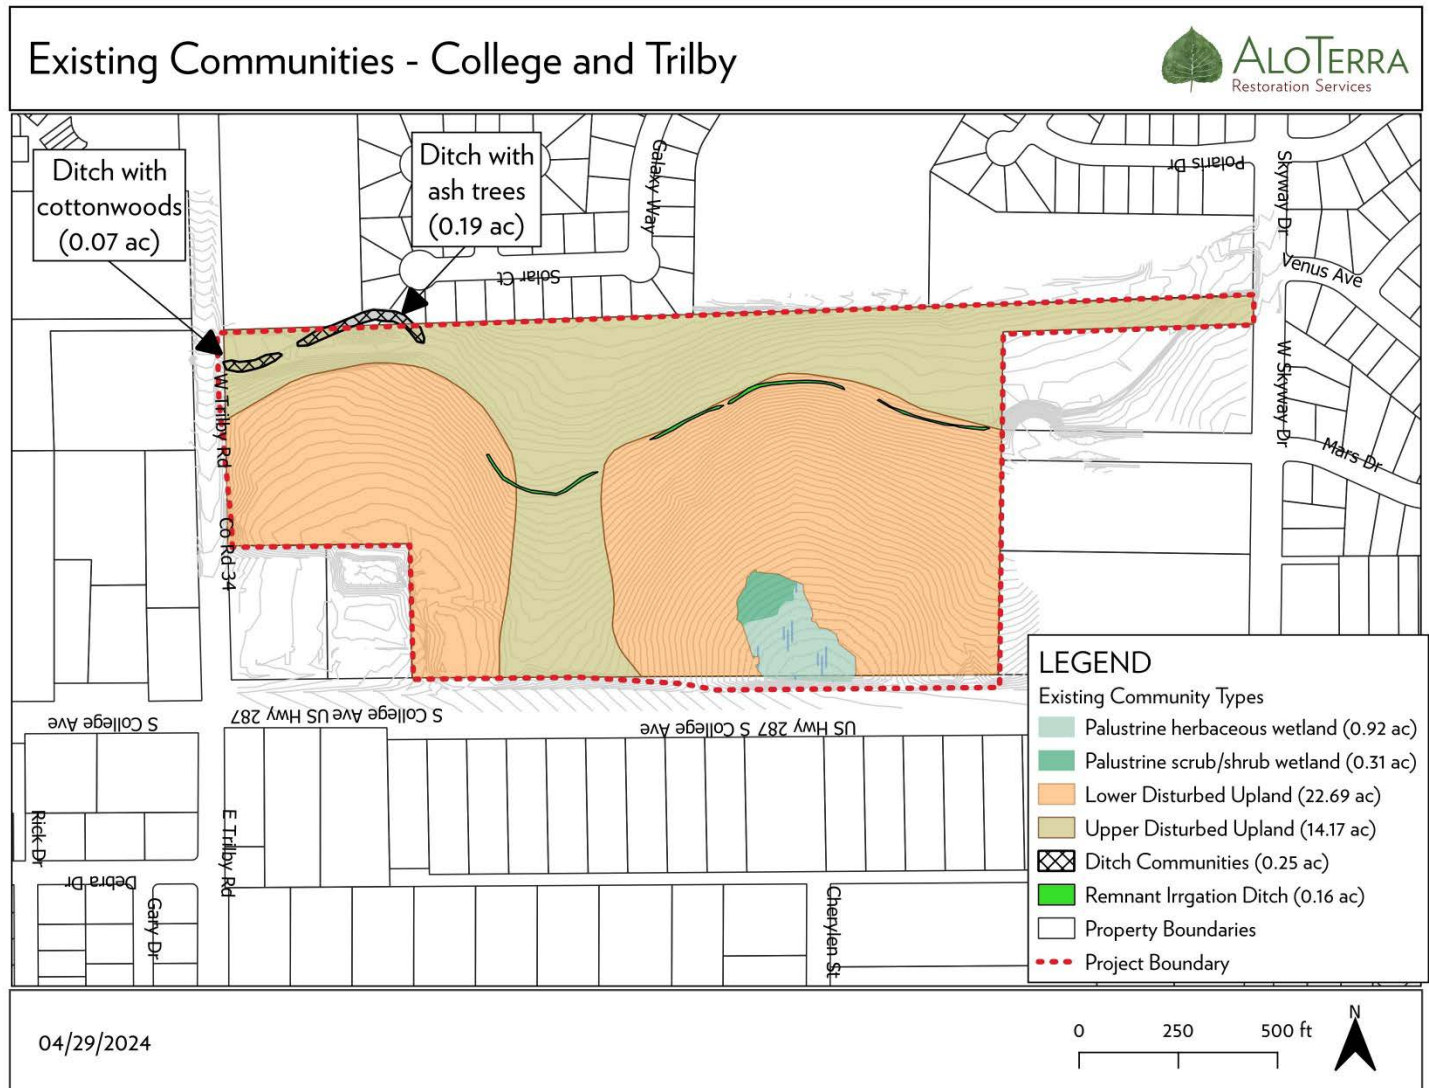 Existing Communities - College and Trilby
ALOTERRA
Restoration Services
Ditch with
cottonwoods
(0.07 ac)
Ditch with
ash trees
(0.19 ac)
Galaxy Way
Solar Ct
Polaris Dr
Skyway Dr
Venus Ave
W Skyway Dr
Mars Dr
W Trilby Rd
Co Rd 34
S College Ave
S College Ave US Hwy 287
US Hwy 287 S College Ave
Rick Dr
Debra Dr
Gary Dr
E Trilby Rd
Cherylen St
LEGEND
Existing Community Types
Palustrine herbaceous wetland (0.92 ac)
Palustrine scrub/shrub wetland (0.31 ac)
Lower Disturbed Upland (22.69 ac)
Upper Disturbed Upland (14.17 ac)
Ditch Communities (0.25 ac)
Remnant Irrgation Ditch (0.16 ac)
Property Boundaries
Project Boundary
04/29/2024
0 250 500 ft
N